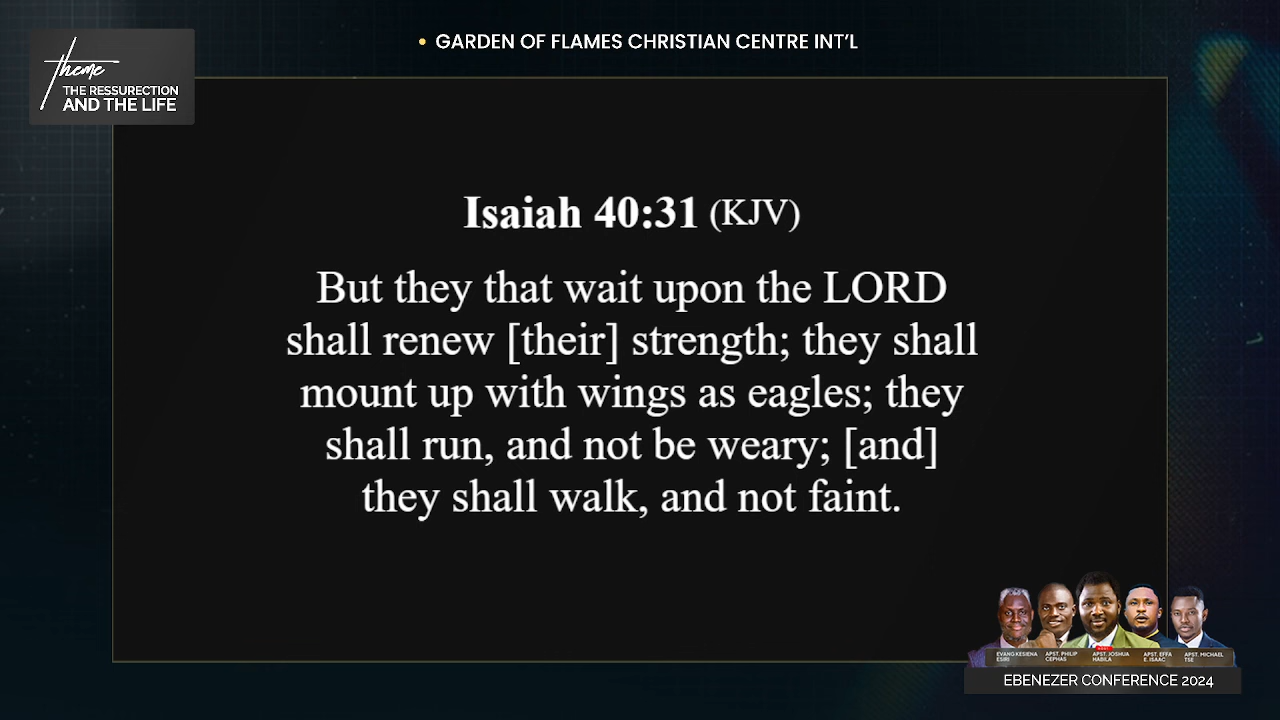 GARDEN OF FLAMES CHRISTIAN CENTRE INT'L
theme
THE RESSURECTION
AND THE LIFE
Isaiah 40:31 (KJV)
But they that wait upon the LORD
shall renew [their] strength; they shall
mount up with wings as eagles; they
shall run, and not be weary; [and]
they shall walk, and not faint.
EVANG KESIENA
ESIRI
APST. PHILIP
CEPHAS
APST. JOSHUA
HABILA
APST. EFFA
E. ISAAC
APST. MICHAEL
TSE
EBENEZER CONFERENCE 2024